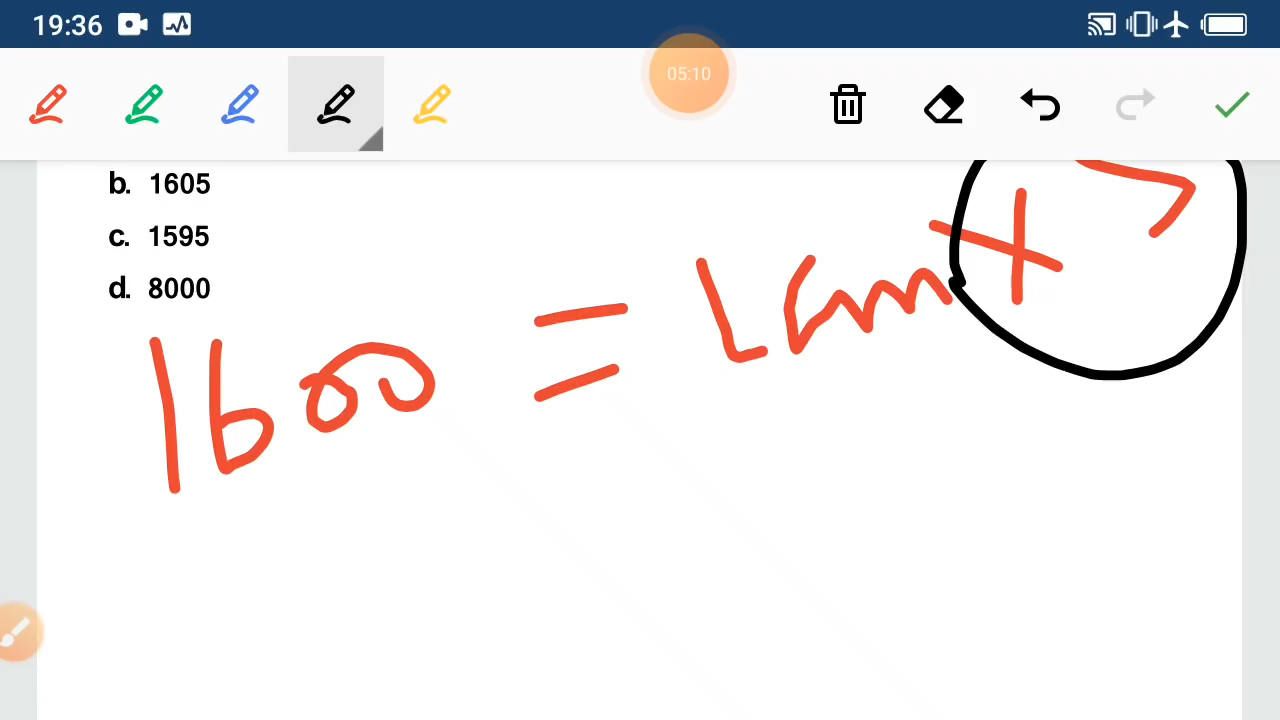 19:36
05:10
b. 1605
c. 1595
d. 8000
1600 = Lcm +